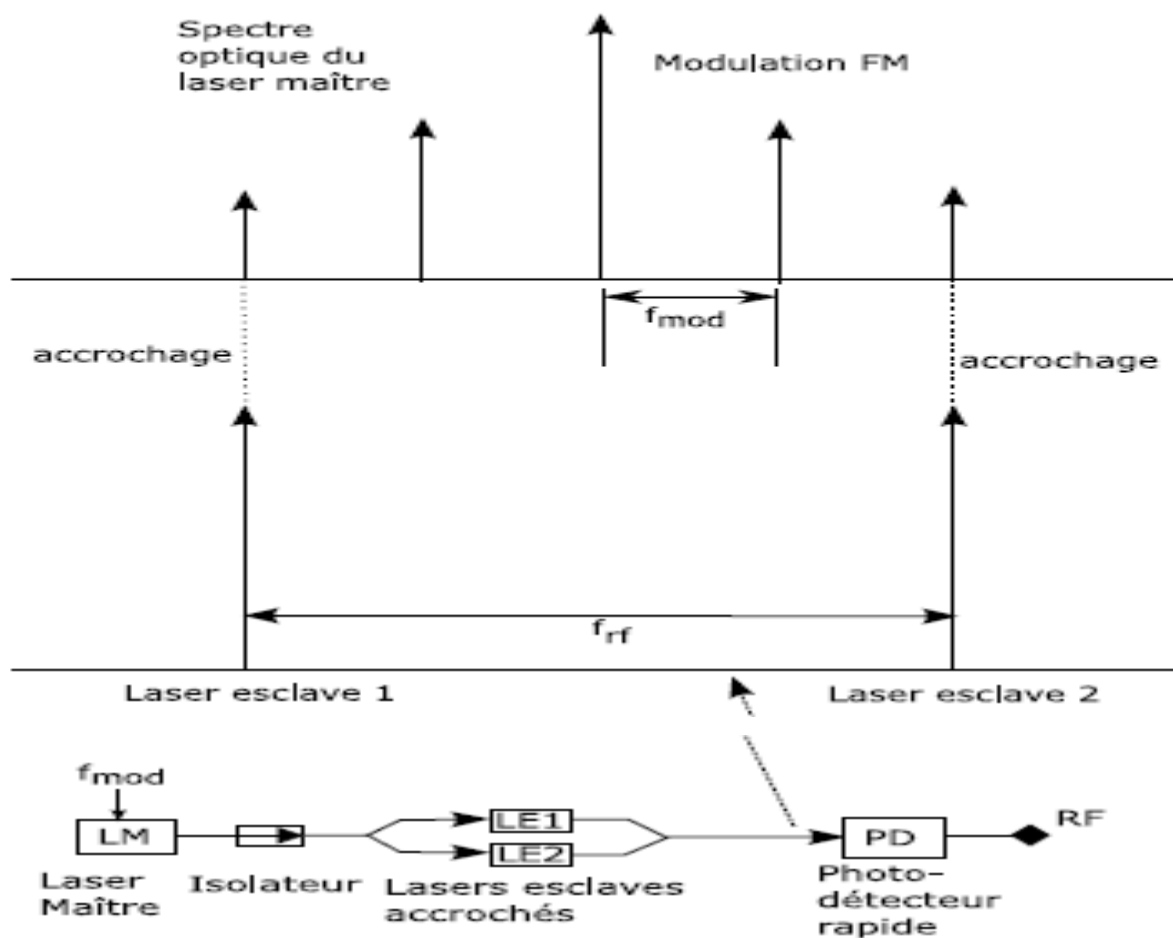 Spectre
optique du
laser maître
Modulation FM
fmod
accrochage
accrochage
frf
Laser esclave 1
Laser esclave 2
fmod
LM
LE1
LE2
PD
RF
Laser
Maître
Isolateur
Lasers esclaves
accrochés
Photo-
détecteur
rapide